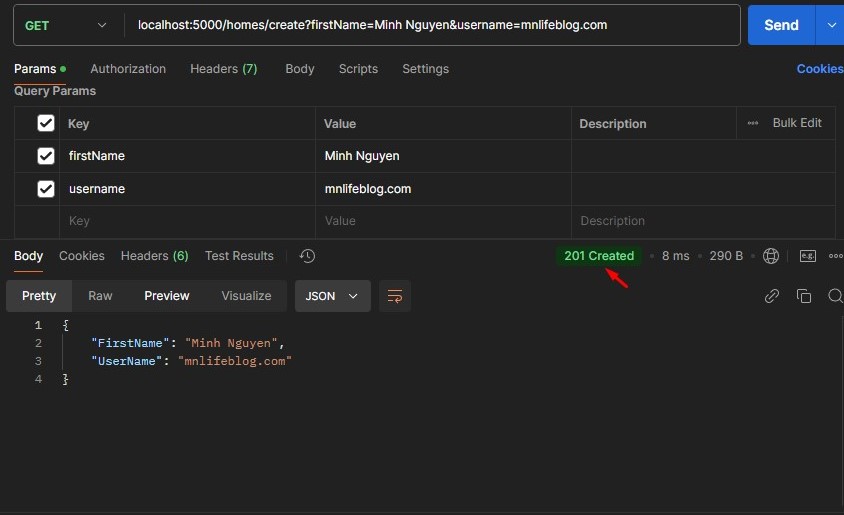 GET localhost:5000/homes/create?firstName=Minh Nguyen&username=mnlifeblog.com Send
Params Authorization Headers (7) Body Scripts Settings Cookies
Query Params
Key Value Description Bulk Edit
firstName Minh Nguyen
username mnlifeblog.com
Key Value Description
Body Cookies Headers (6) Test Results 201 Created 8 ms 290 B e.g.
Pretty Raw Preview Visualize JSON
1 {
2 "FirstName": "Minh Nguyen",
3 "UserName": "mnlifeblog.com"
4 }